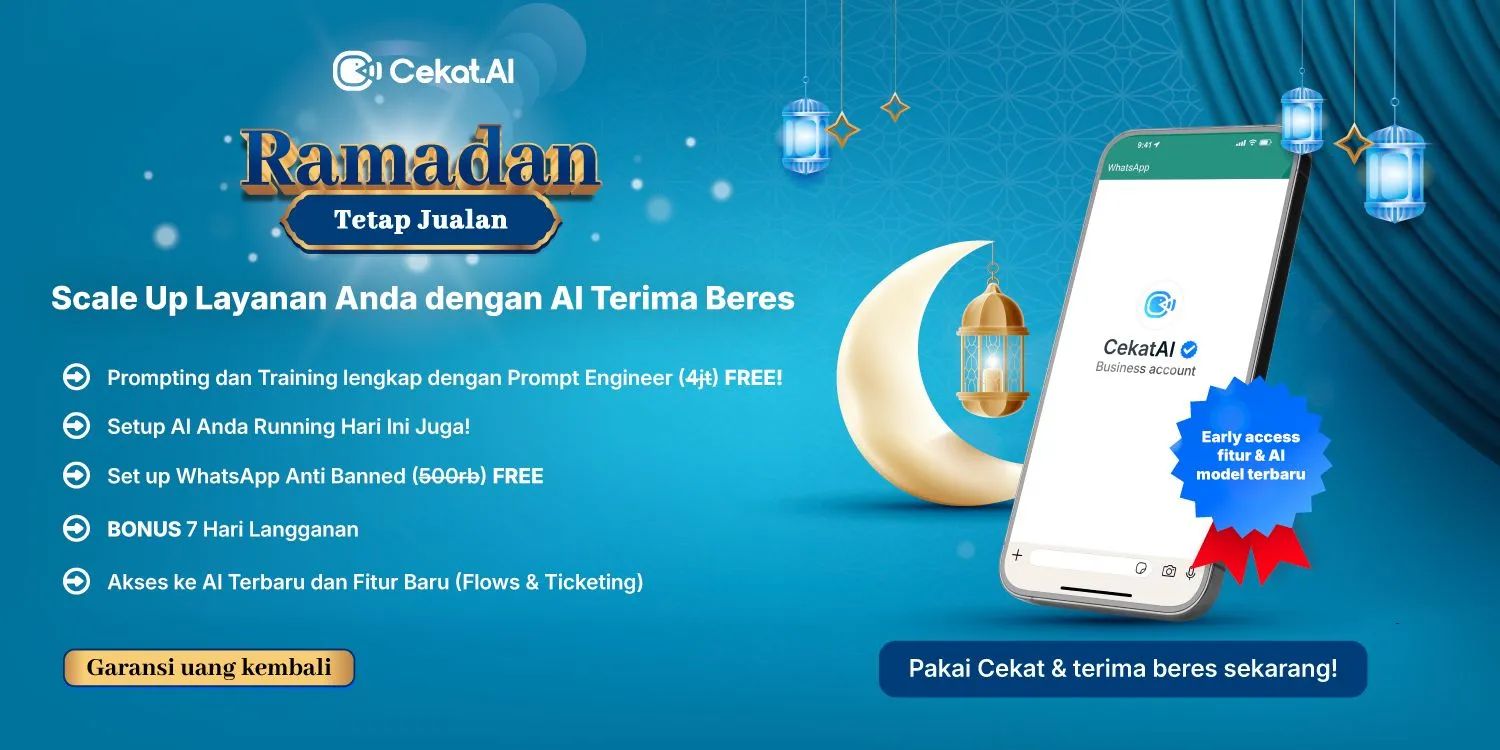 Cekat.AI
Ramadan
Tetap Jualan
Scale Up Layanan Anda dengan AI Terima Beres
Prompting dan Training lengkap dengan Prompt Engineer (4jt) FREE!
Setup AI Anda Running Hari Ini Juga!
Set up WhatsApp Anti Banned (500rb) FREE
BONUS 7 Hari Langganan
Akses ke AI Terbaru dan Fitur Baru (Flows & Ticketing)
Garansi uang kembali
9:41
WhatsApp
CekatAI
Business account
Early access
fitur & AI
model terbaru
Pakai Cekat & terima beres sekarang!